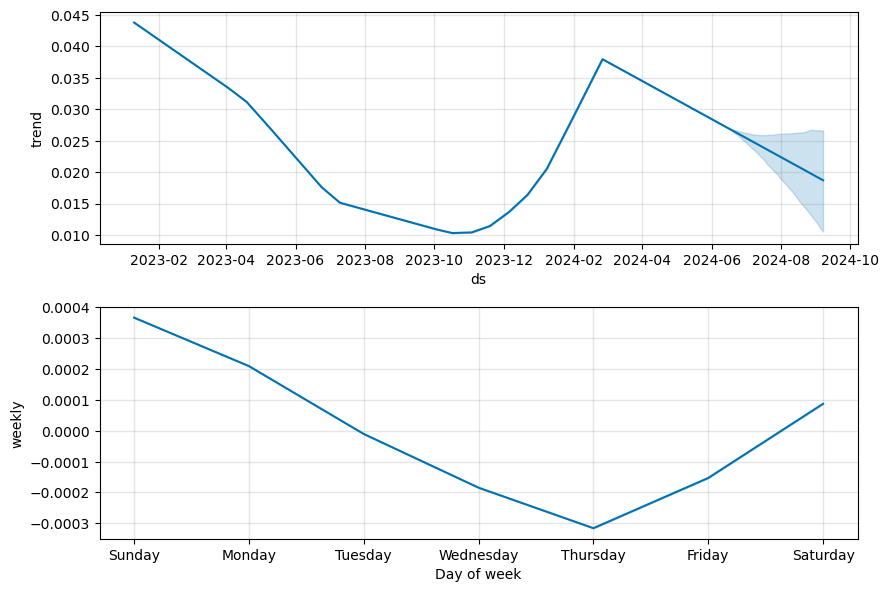 0.045
0.040
0.035
0.030
0.025
0.020
0.015
0.010
trend
2023-02 2023-04 2023-06 2023-08 2023-10 2023-12 2024-02 2024-04 2024-06 2024-08 2024-10
ds
0.0004
0.0003
0.0002
0.0001
0.0000
−0.0001
−0.0002
−0.0003
weekly
Sunday Monday Tuesday Wednesday Thursday Friday Saturday
Day of week